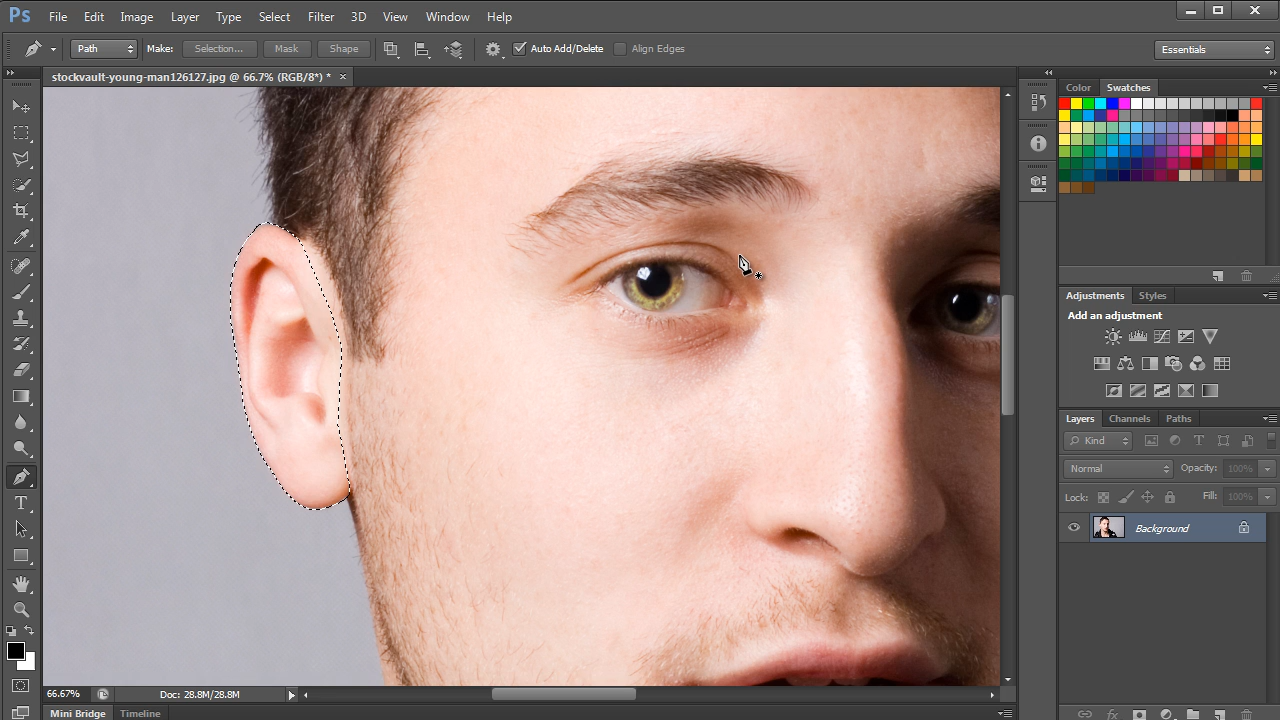 Ps File Edit Image Layer Type Select Filter 3D View Window Help
Path Make: Selection... Mask Shape Auto Add/Delete Align Edges Essentials
stockvault-young-man126127.jpg @ 66.7% (RGB/8*) * ×
Color Swatches
Adjustments Styles
Add an adjustment
Layers Channels Paths
Kind
Normal Opacity: 100%
Lock: Fill: 100%
Background
66.67% Doc: 28.8M/28.8M
Mini Bridge Timeline